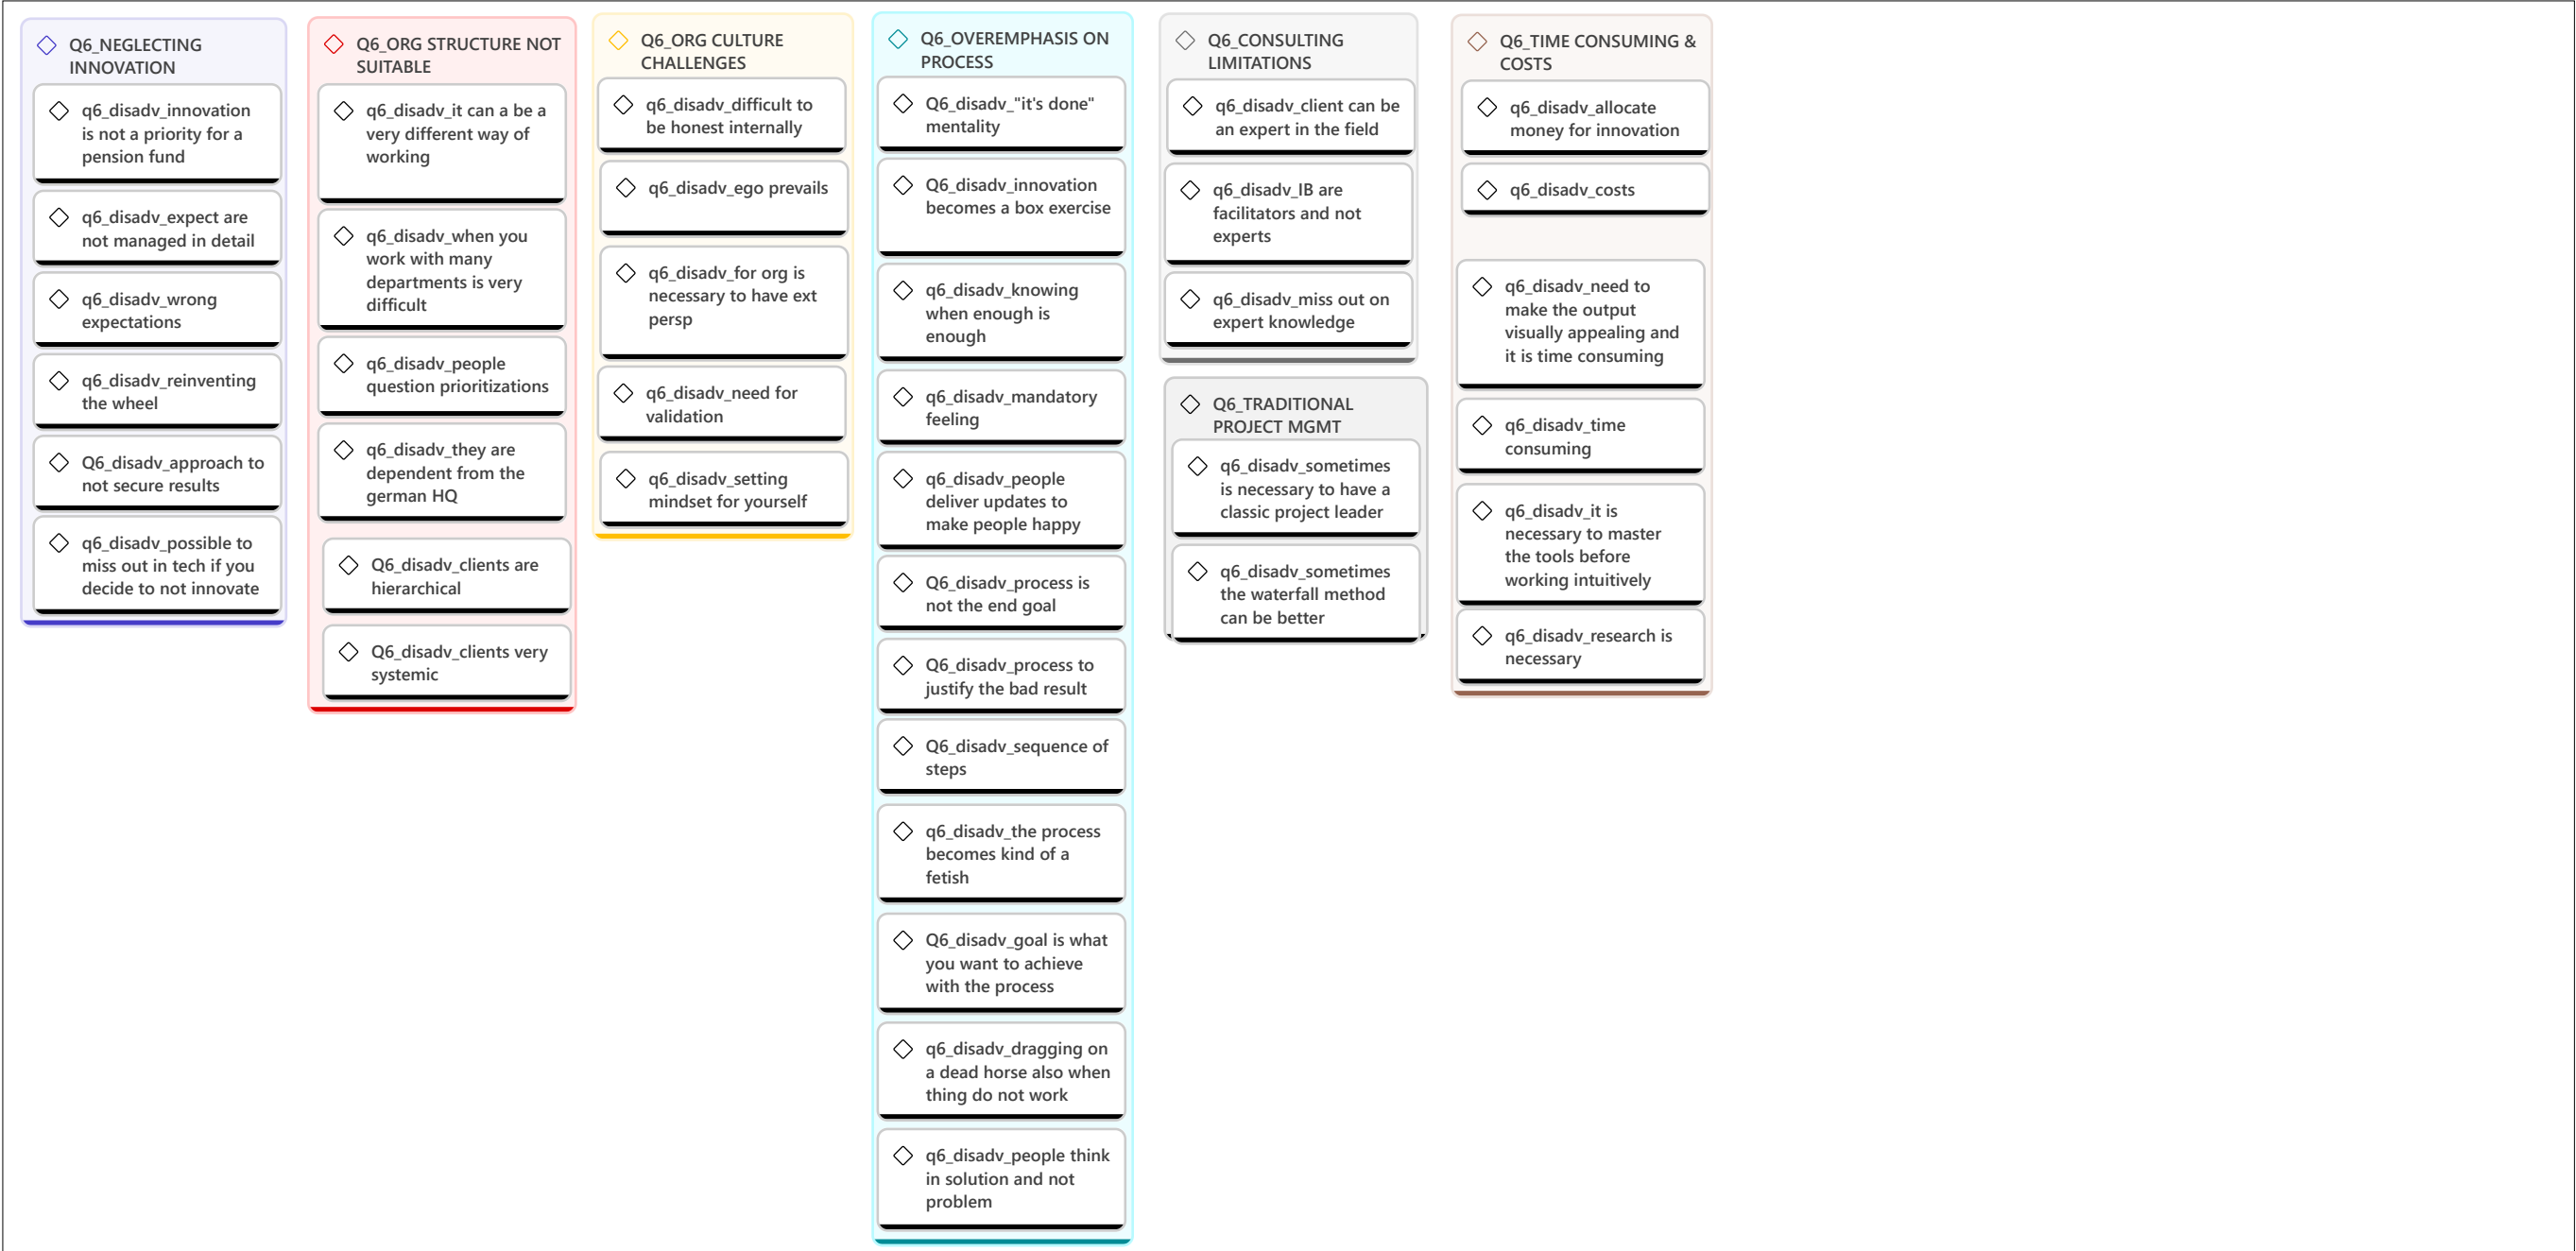 Q6_NEGLECTING
INNOVATION
q6_disadv_innovation
is not a priority for a
pension fund
q6_disadv_expect are
not managed in detail
q6_disadv_wrong
expectations
q6_disadv_reinventing
the wheel
Q6_disadv_approach to
not secure results
q6_disadv_possible to
miss out in tech if you
decide to not innovate
Q6_ORG STRUCTURE NOT
SUITABLE
q6_disadv_it can a be a
very different way of
working
q6_disadv_when you
work with many
departments is very
difficult
q6_disadv_people
question prioritizations
q6_disadv_they are
dependent from the
german HQ
Q6_disadv_clients are
hierarchical
Q6_disadv_clients very
systemic
Q6_ORG CULTURE
CHALLENGES
q6_disadv_difficult to
be honest internally
q6_disadv_ego prevails
q6_disadv_for org is
necessary to have ext
persp
q6_disadv_need for
validation
q6_disadv_setting
mindset for yourself
Q6_OVEREMPHASIS ON
PROCESS
Q6_disadv_"it's done"
mentality
Q6_disadv_innovation
becomes a box exercise
q6_disadv_knowing
when enough is
enough
q6_disadv_mandatory
feeling
q6_disadv_people
deliver updates to
make people happy
Q6_disadv_process is
not the end goal
Q6_disadv_process to
justify the bad result
Q6_disadv_sequence of
steps
q6_disadv_the process
becomes kind of a
fetish
Q6_disadv_goal is what
you want to achieve
with the process
q6_disadv_dragging on
a dead horse also when
thing do not work
q6_disadv_people think
in solution and not
problem
Q6_CONSULTING
LIMITATIONS
q6_disadv_client can be
an expert in the field
q6_disadv_IB are
facilitators and not
experts
q6_disadv_miss out on
expert knowledge
Q6_TRADITIONAL
PROJECT MGMT
q6_disadv_sometimes
is necessary to have a
classic project leader
q6_disadv_sometimes
the waterfall method
can be better
Q6_TIME CONSUMING &
COSTS
q6_disadv_allocate
money for innovation
q6_disadv_costs
q6_disadv_need to
make the output
visually appealing and
it is time consuming
q6_disadv_time
consuming
q6_disadv_it is
necessary to master
the tools before
working intuitively
q6_disadv_research is
necessary